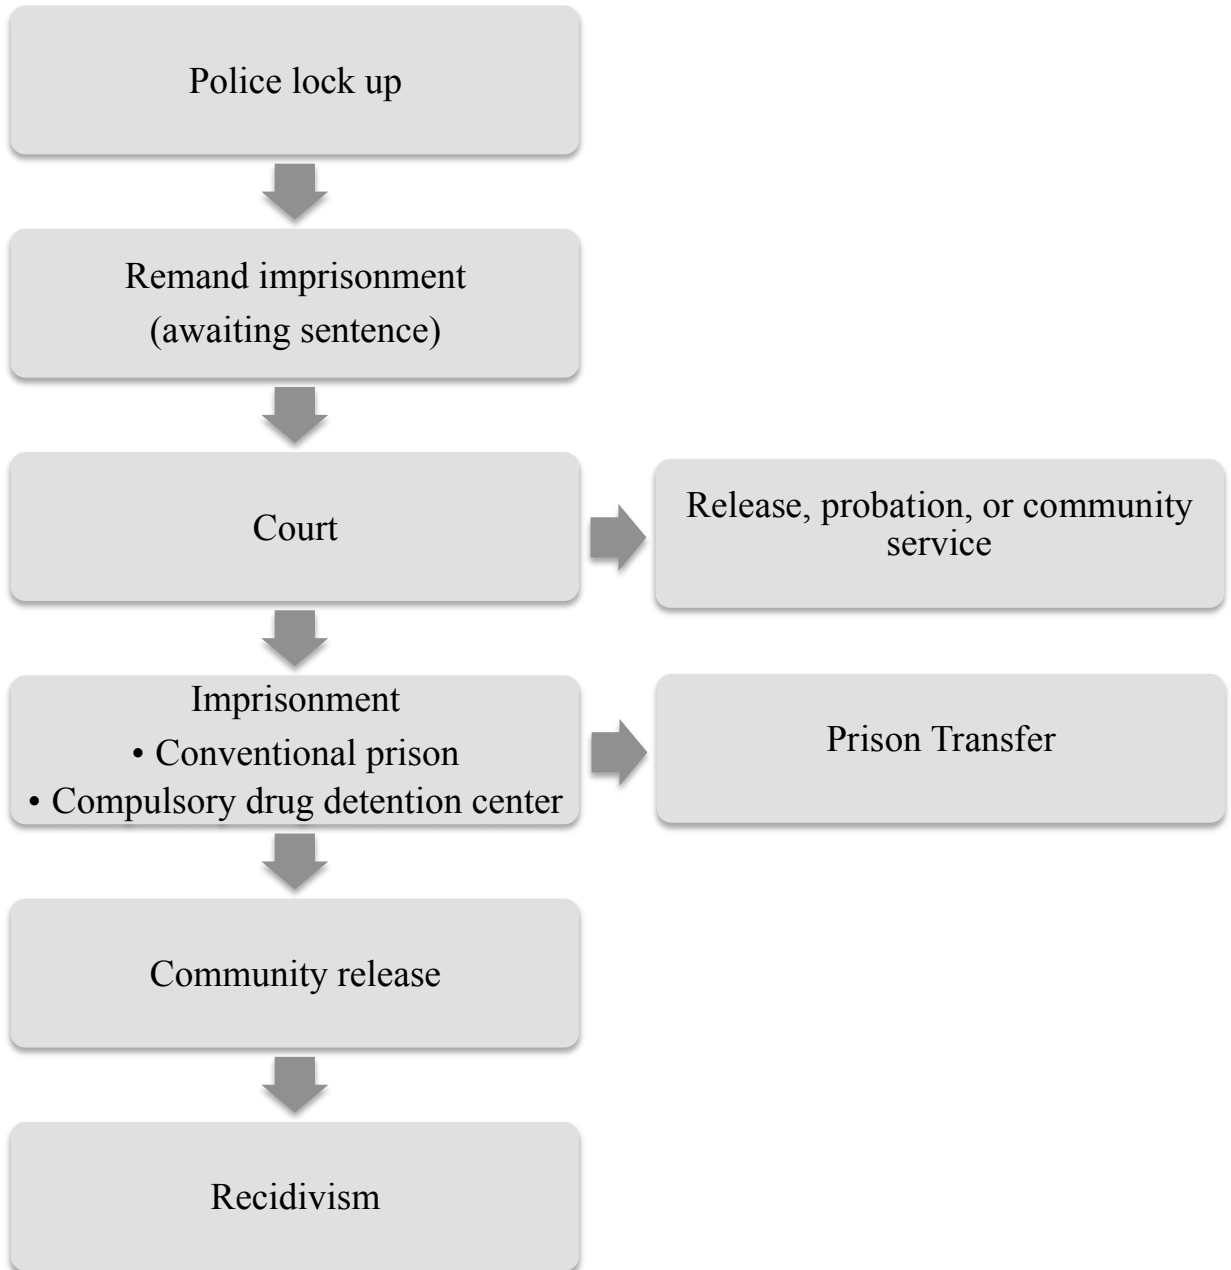 Police lock up
Remand imprisonment
(awaiting sentence)
Court
Release, probation, or community
service
Imprisonment
• Conventional prison
• Compulsory drug detention center
Prison Transfer
Community release
Recidivism